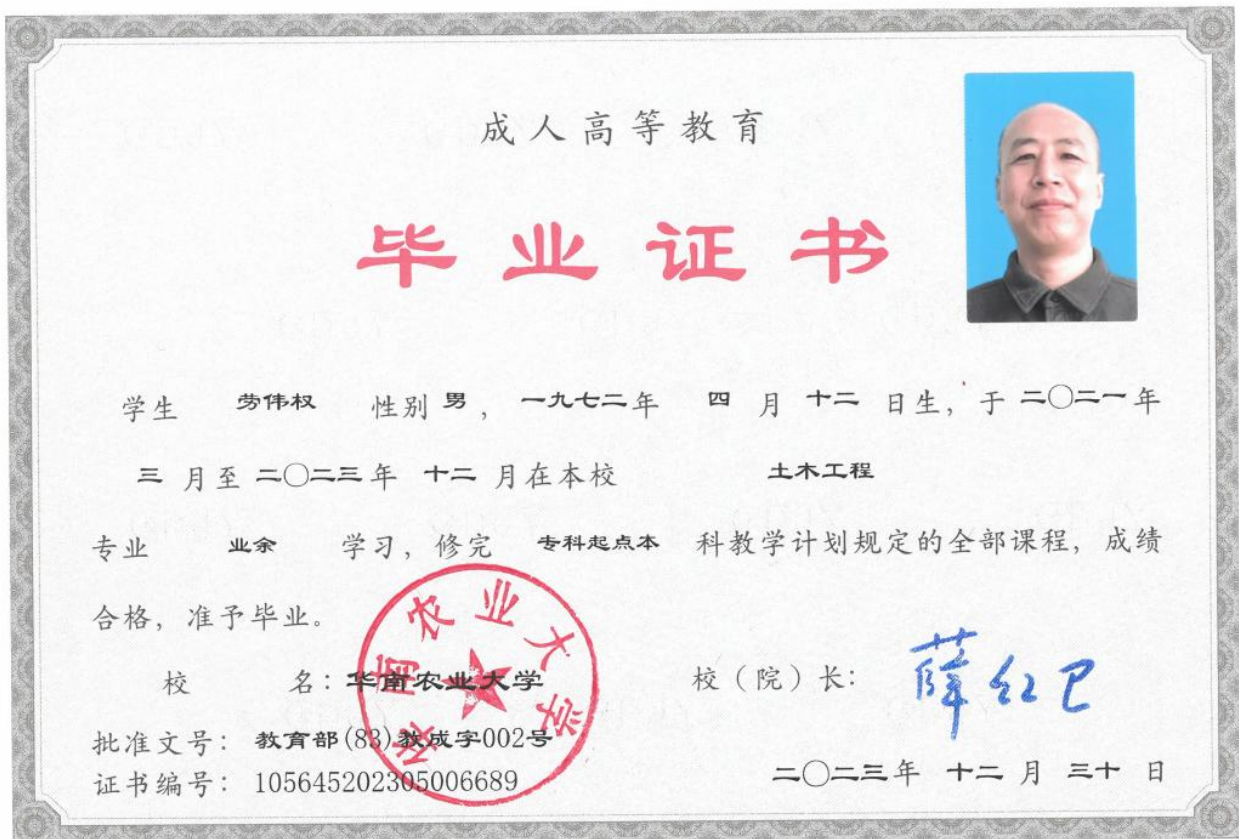 成人高等教育
毕业证书
学生 劳伟权 性别 男，一九七二年 四 月 十二 日生，于 二〇二一年
三 月至 二〇二三年 十二 月在本校 土木工程
专业 业余 学习，修完 专科起点本 科教学计划规定的全部课程，成绩
合格，准予毕业。
华南农业大学
校 名：华南农业大学 校（院）长：薛红卫
批准文号：教育部(83)教成字002号
证书编号：105645202305006689 二〇二三年 十二 月 三十 日